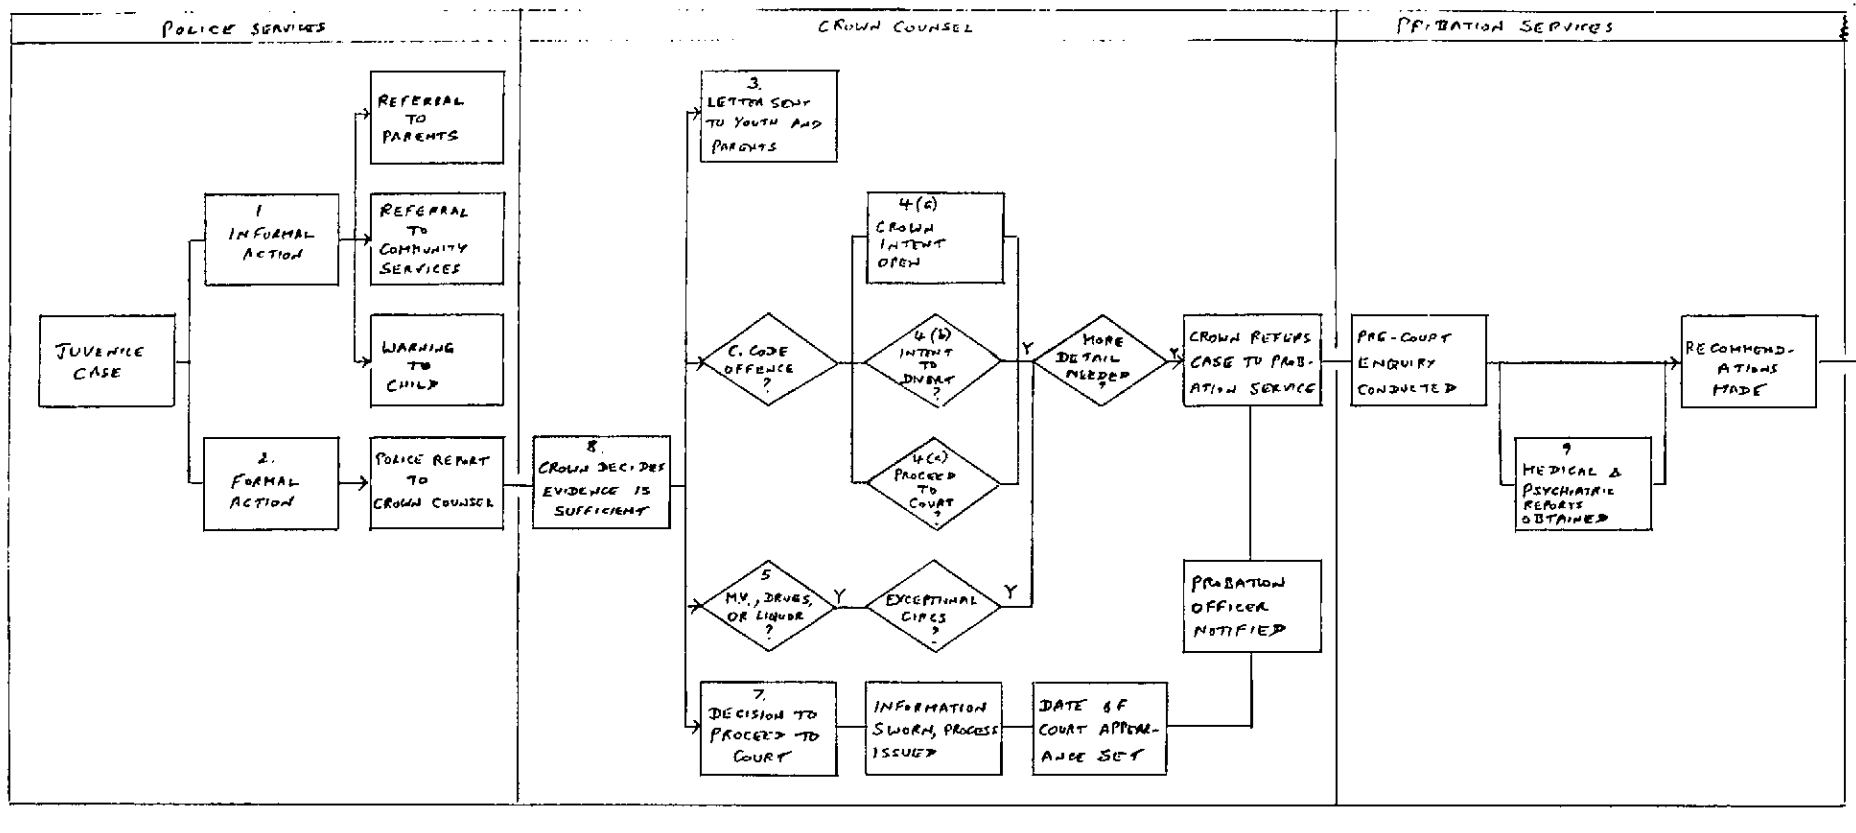 POLICE SERVICES
CROWN COUNSEL
PROBATION SERVICES
REFERRAL
TO
PARENTS
1
INFORMAL
ACTION
REFERRAL
TO
COMMUNITY
SERVICES
JUVENILE
CASE
WARNING
TO
CHILD
2.
FORMAL
ACTION
POLICE REPORT
TO
CROWN COUNSEL
8.
CROWN DECIDES
EVIDENCE IS
SUFFICIENT
3.
LETTER SENT
TO YOUTH AND
PARENTS
4(a)
CROWN
INTENT
OPEN
C. CODE
OFFENCE
?
4(b)
INTENT
TO
DIVERT
?
Y
MORE
DETAIL
NEEDED
?
Y
CROWN REFERS
CASE TO PROB-
ATION SERVICE
4(c)
PROCEED
TO
COURT
?
5
M.V., DRUGS,
OR LIQUOR
?
Y
EXCEPTIONAL
CIRCS
?
Y
PROBATION
OFFICER
NOTIFIED
7.
DECISION TO
PROCEED TO
COURT
INFORMATION
SWORN, PROCESS
ISSUED
DATE OF
COURT APPEAR-
ANCE SET
PRE-COURT
ENQUIRY
CONDUCTED
RECOMMEND-
ATIONS
MADE
9
MEDICAL &
PSYCHIATRIC
REPORTS
OBTAINED